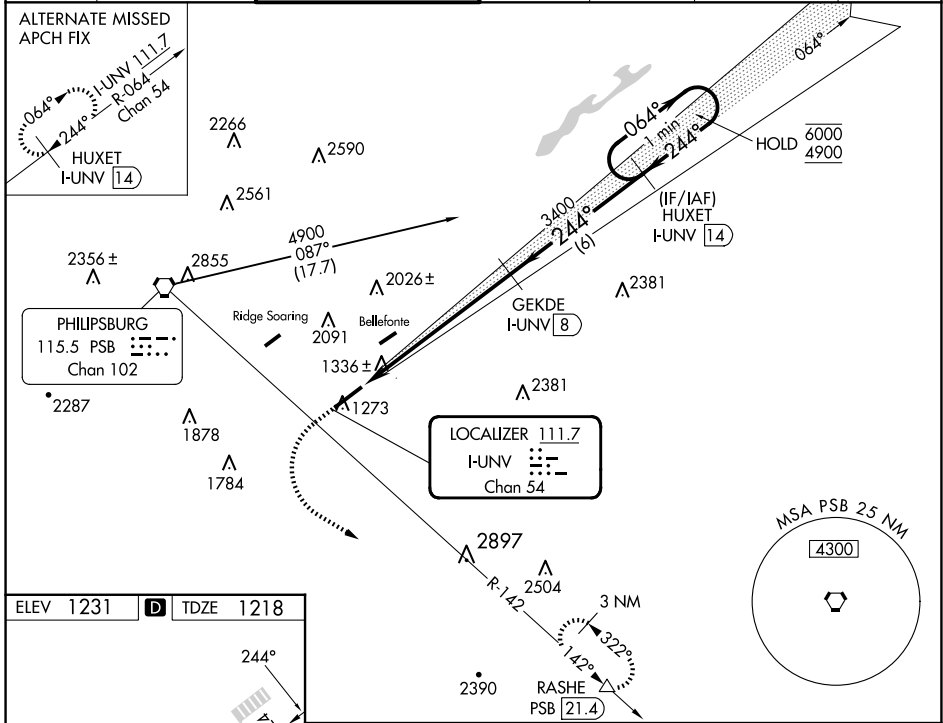 ALTERNATE MISSED
APCH FIX
I-UNV 111.7
R-064
Chan 54
064°
244°
HUXET
I-UNV 14
2266
2590
2561
4900
087°
(17.7)
2356 ±
2855
PHILIPSBURG
115.5 PSB
Chan 102
2287
1878
1784
Ridge Soaring
2091
Bellefonte
2026 ±
1336 ±
1273
064°
064°
1 min
244°
HOLD
6000
4900
(IF/IAF)
HUXET
I-UNV 14
3400
244°
(6)
GEKDE
I-UNV 8
2381
2381
LOCALIZER 111.7
I-UNV
Chan 54
2897
2504
R-142
3 NM
322°
142°
2390
RASHE
PSB 21.4
MSA PSB 25 NM
4300
ELEV 1231
D
TDZE 1218
244°